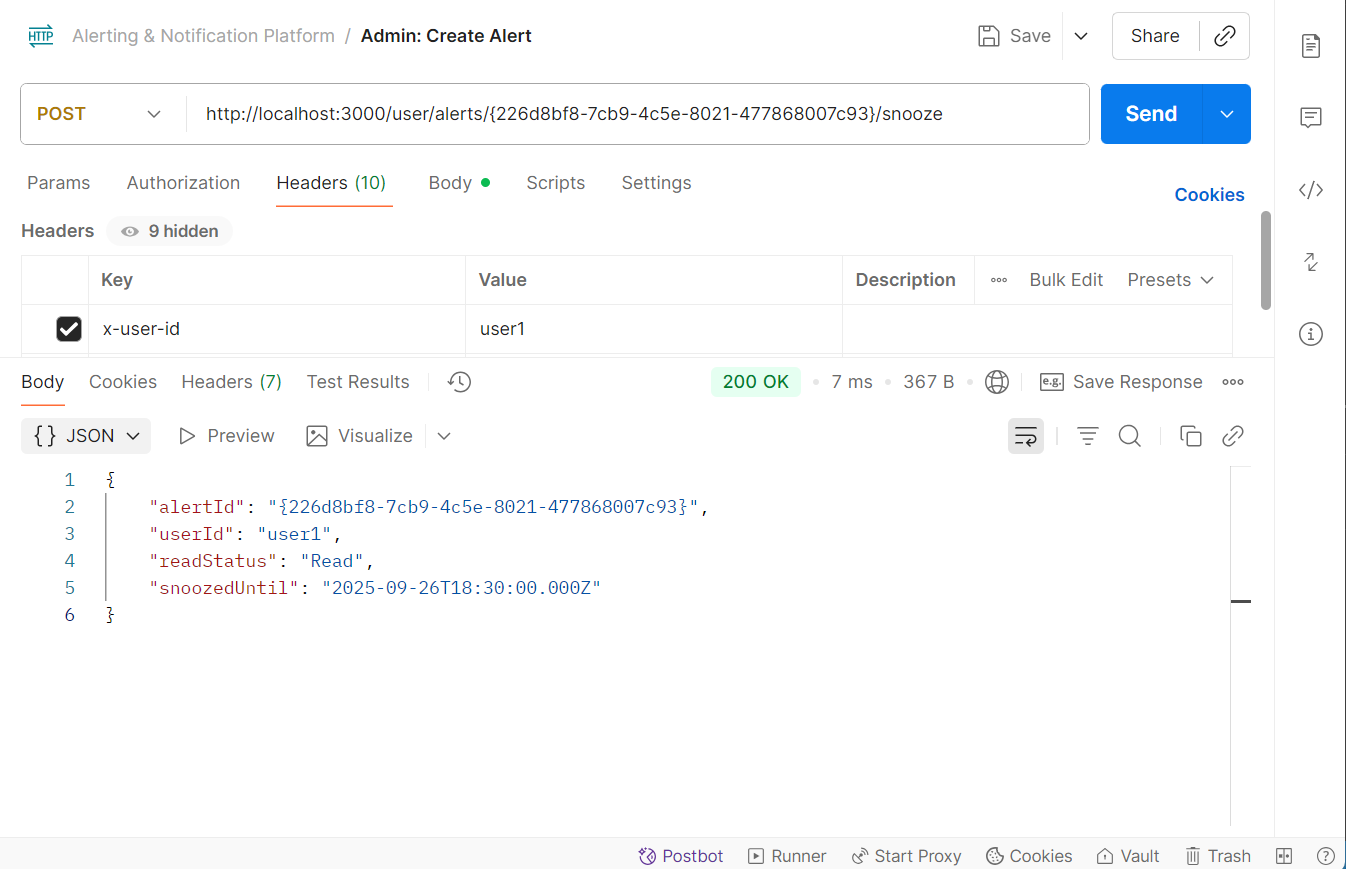 HTTP Alerting & Notification Platform / Admin: Create Alert Save Share
POST http://localhost:3000/user/alerts/{226d8bf8-7cb9-4c5e-8021-477868007c93}/snooze Send
Params Authorization Headers (10) Body Scripts Settings Cookies
Headers 9 hidden
Key Value Description Bulk Edit Presets
x-user-id user1
Body Cookies Headers (7) Test Results 200 OK 7 ms 367 B e.g. Save Response
{} JSON Preview Visualize
1 {
2 "alertId": "{226d8bf8-7cb9-4c5e-8021-477868007c93}",
3 "userId": "user1",
4 "readStatus": "Read",
5 "snoozedUntil": "2025-09-26T18:30:00.000Z"
6 }
Postbot Runner Start Proxy Cookies Vault Trash